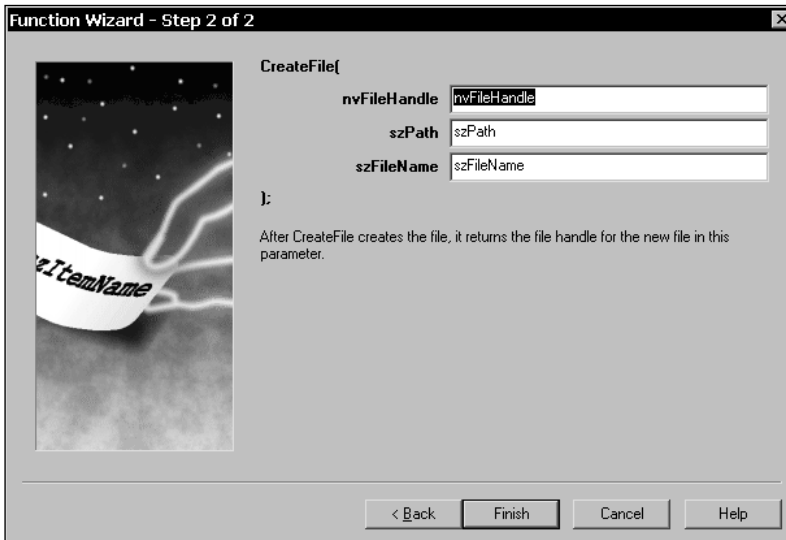 Function Wizard - Step 2 of 2
CreateFile(
nvFileHandle nvFileHandle
szPath szPath
szFileName szFileName
);
After CreateFile creates the file, it returns the file handle for the new file in this
parameter.
szItemName
< Back Finish Cancel Help